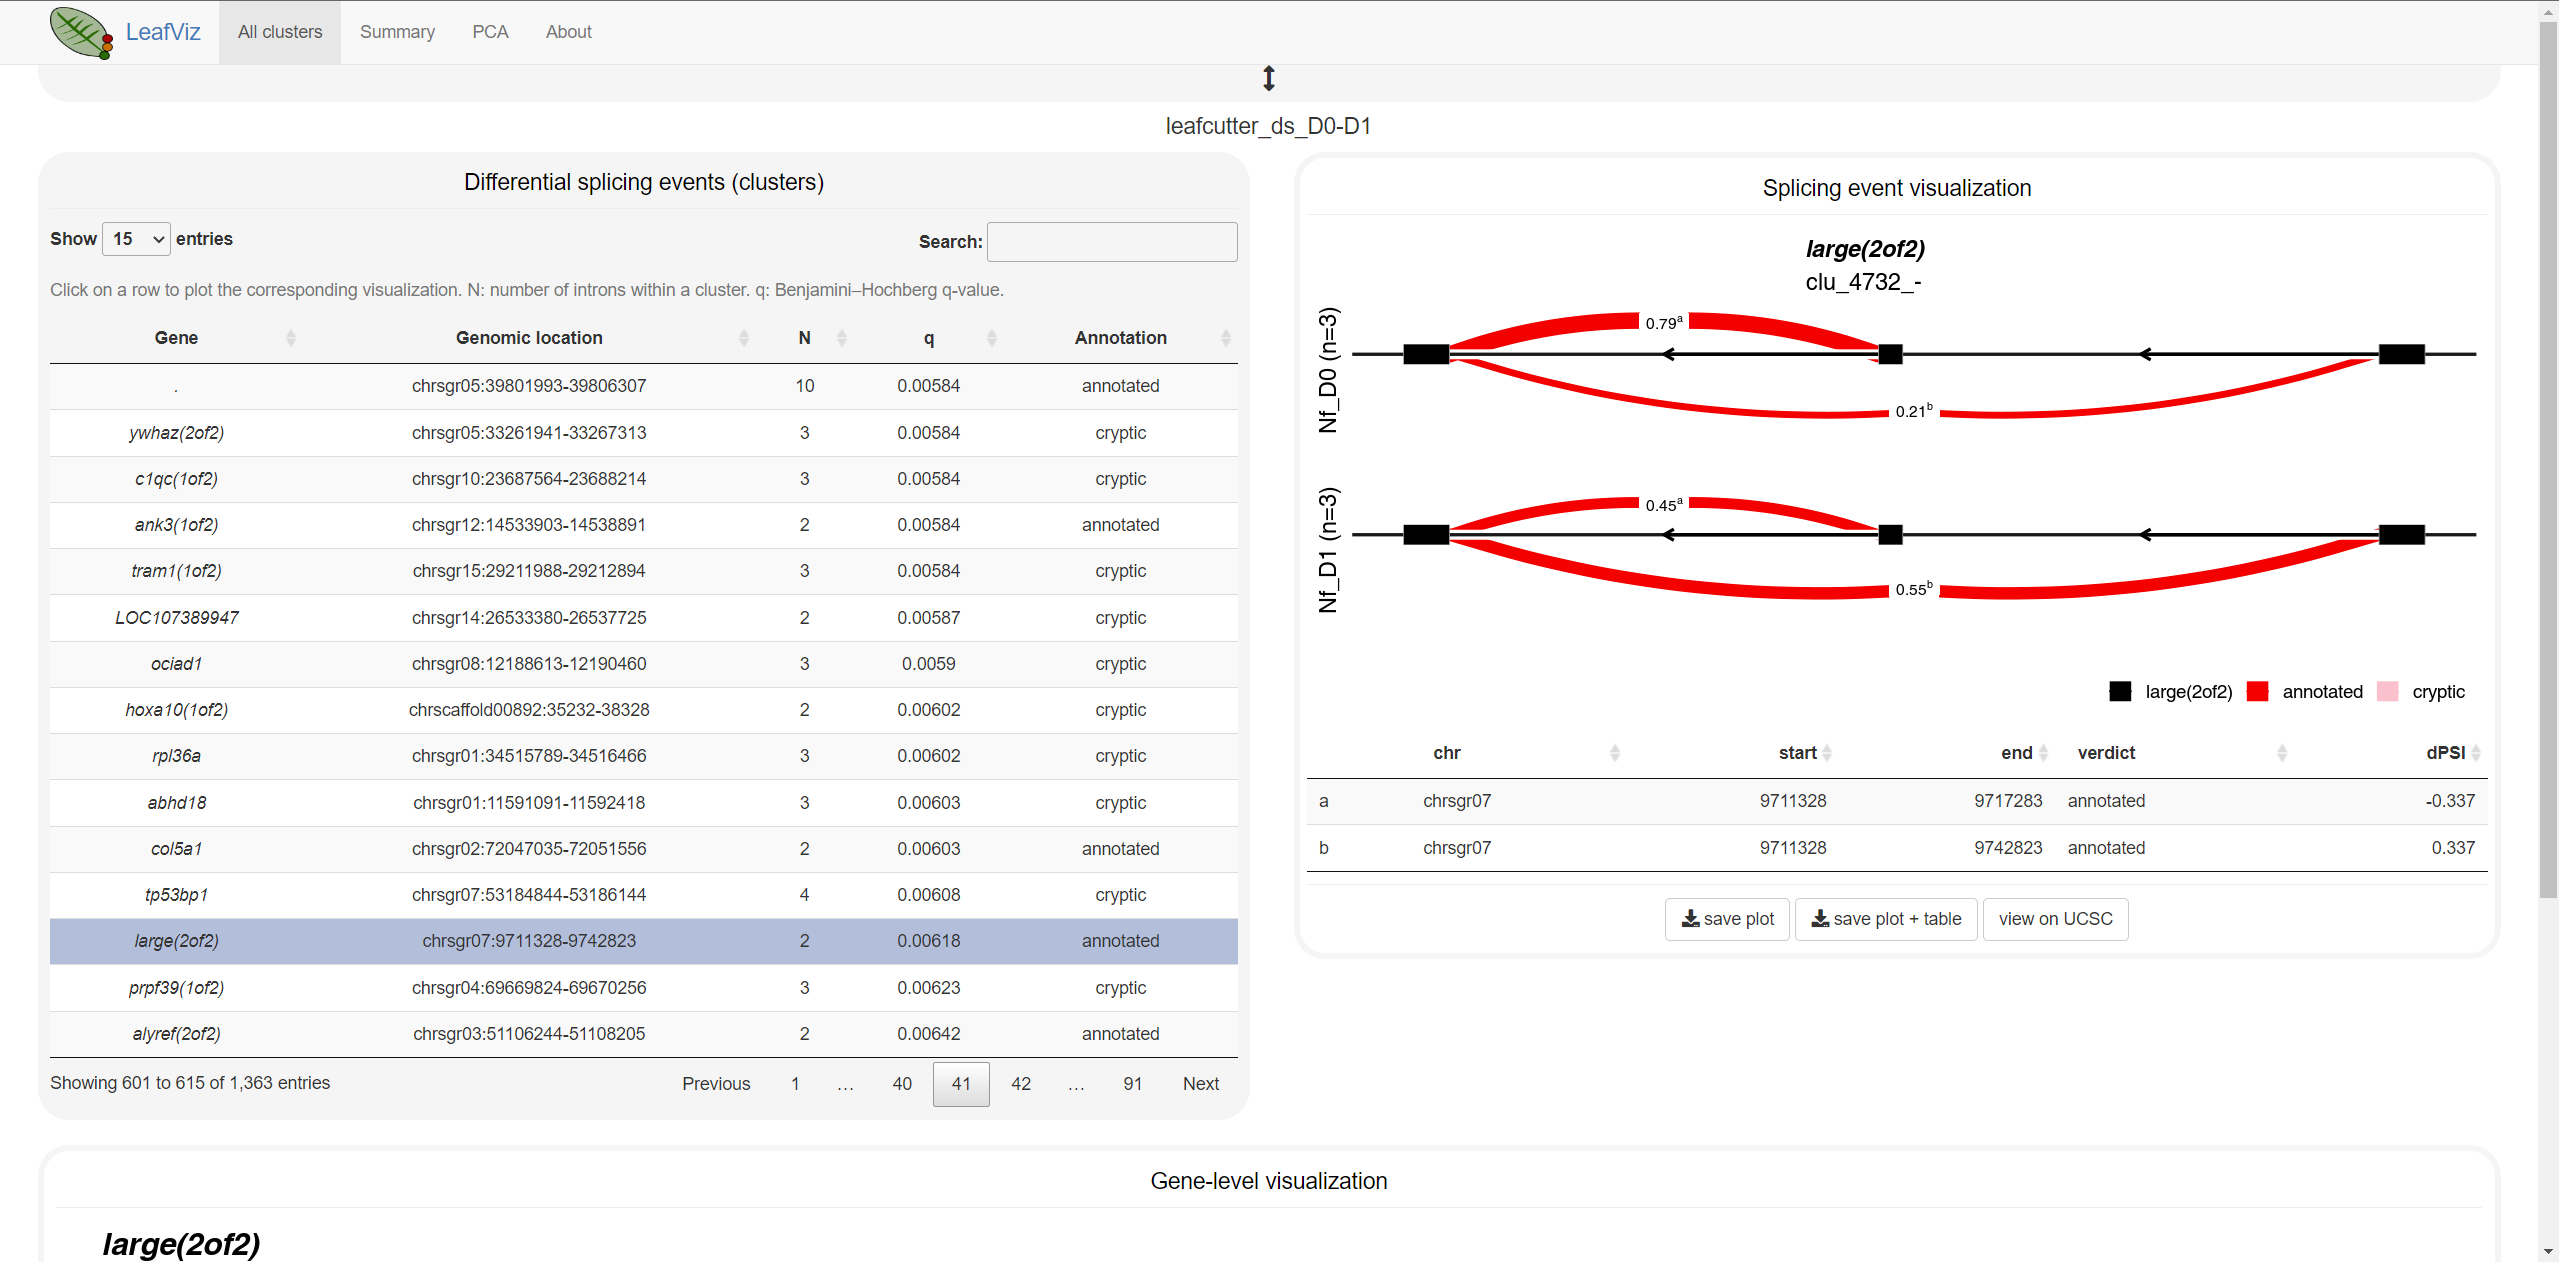 LeafViz All clusters Summary PCA About
leafcutter_ds_D0-D1
Differential splicing events (clusters)
Show 15 entries Search:
Click on a row to plot the corresponding visualization. N: number of introns within a cluster. q: Benjamini–Hochberg q-value.
Gene Genomic location N q Annotation
. chrsgr05:39801993-39806307 10 0.00584 annotated
ywhaz(2of2) chrsgr05:33261941-33267313 3 0.00584 cryptic
c1qc(1of2) chrsgr10:23687564-23688214 3 0.00584 cryptic
ank3(1of2) chrsgr12:14533903-14538891 2 0.00584 annotated
tram1(1of2) chrsgr15:29211988-29212894 3 0.00584 cryptic
LOC107389947 chrsgr14:26533380-26537725 2 0.00587 cryptic
ociad1 chrsgr08:12188613-12190460 3 0.0059 cryptic
hoxa10(1of2) chrscaffold00892:35232-38328 2 0.00602 cryptic
rpl36a chrsgr01:34515789-34516466 3 0.00602 cryptic
abhd18 chrsgr01:11591091-11592418 3 0.00603 cryptic
col5a1 chrsgr02:72047035-72051556 2 0.00603 annotated
tp53bp1 chrsgr07:53184844-53186144 4 0.00608 cryptic
large(2of2) chrsgr07:9711328-9742823 2 0.00618 annotated
prpf39(1of2) chrsgr04:69669824-69670256 3 0.00623 cryptic
alyref(2of2) chrsgr03:51106244-51108205 2 0.00642 annotated
Showing 601 to 615 of 1,363 entries Previous 1 … 40 41 42 … 91 Next
Splicing event visualization
large(2of2)
clu_4732_-
Nf_D0 (n=3)
0.79a
0.21b
Nf_D1 (n=3)
0.45a
0.55b
large(2of2) annotated cryptic
chr start end verdict dPSI
a chrsgr07 9711328 9717283 annotated -0.337
b chrsgr07 9711328 9742823 annotated 0.337
save plot save plot + table view on UCSC
Gene-level visualization
large(2of2)